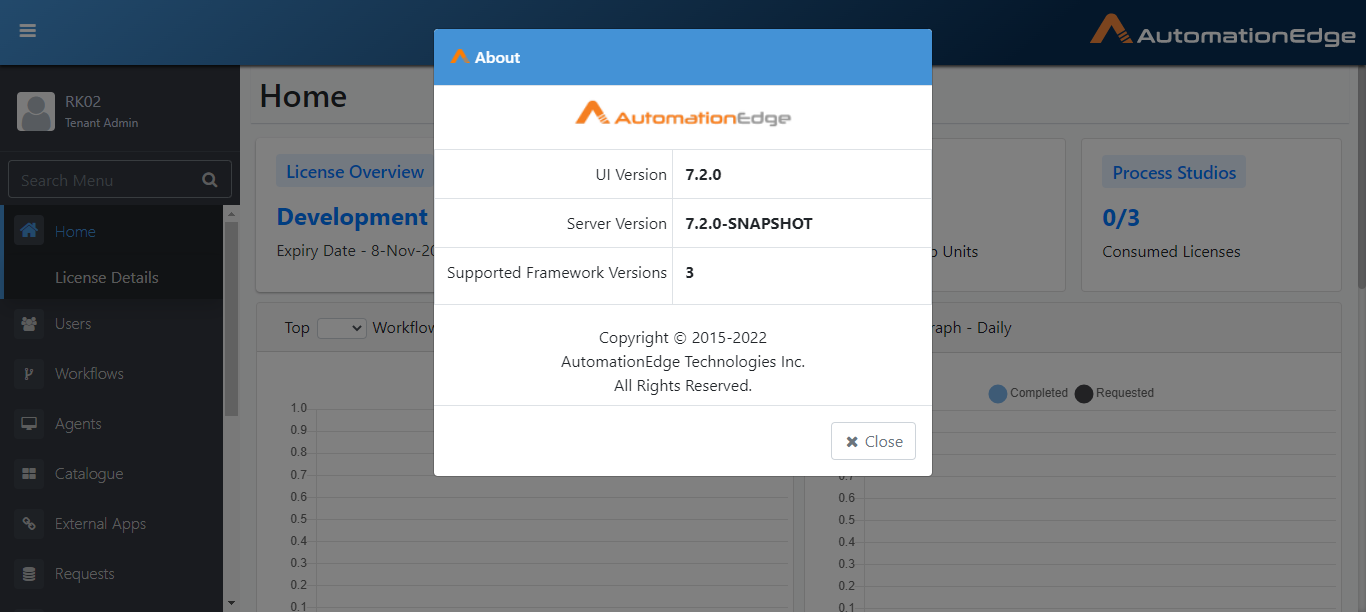 AutomationEdge
RK02
Tenant Admin
Search Menu
Home
License Details
Users
Workflows
Agents
Catalogue
External Apps
Requests
Home
License Overview
Development
Expiry Date - 8-Nov-20
Units
Process Studios
0/3
Consumed Licenses
Top
- Daily
Completed
Requested
1.0
0.9
0.8
0.7
0.6
0.5
0.4
0.3
0.2
0.1
0.6
0.5
0.4
0.3
0.2
0.1
About
AutomationEdge
UI Version 7.2.0
Server Version 7.2.0-SNAPSHOT
Supported Framework Versions 3
Copyright © 2015-2022
AutomationEdge Technologies Inc.
All Rights Reserved.
Close